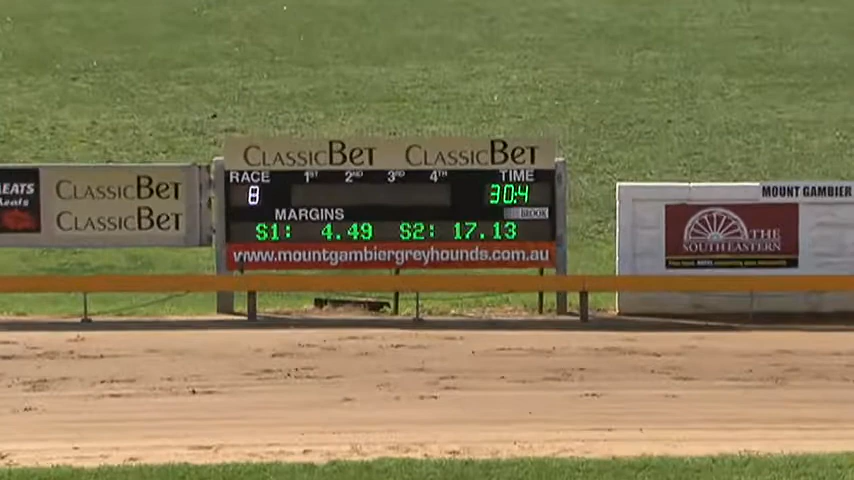 CLASSICBET CLASSICBET
RACE 1ST 2ND 3RD 4TH TIME
8 30:4
MARGINS BROOK
S1: 4.49 S2: 17.13
www.mountgambiergreyhounds.com.au
EATS
CLASSICBET
CLASSICBET
MOUNT GAMBIER
THE
SOUTH EASTERN